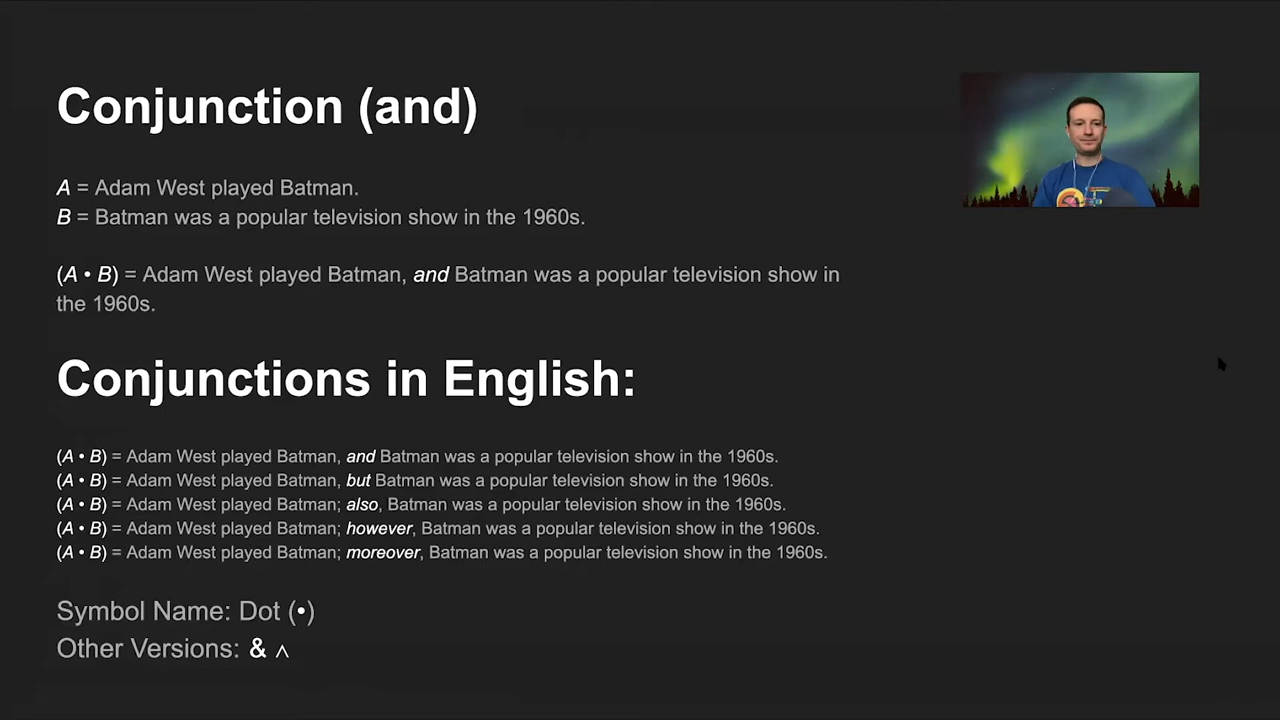 Conjunction (and)
A = Adam West played Batman.
B = Batman was a popular television show in the 1960s.
(A • B) = Adam West played Batman, and Batman was a popular television show in
the 1960s.
Conjunctions in English:
(A • B) = Adam West played Batman, and Batman was a popular television show in the 1960s.
(A • B) = Adam West played Batman, but Batman was a popular television show in the 1960s.
(A • B) = Adam West played Batman; also, Batman was a popular television show in the 1960s.
(A • B) = Adam West played Batman; however, Batman was a popular television show in the 1960s.
(A • B) = Adam West played Batman; moreover, Batman was a popular television show in the 1960s.
Symbol Name: Dot (•)
Other Versions: & ∧